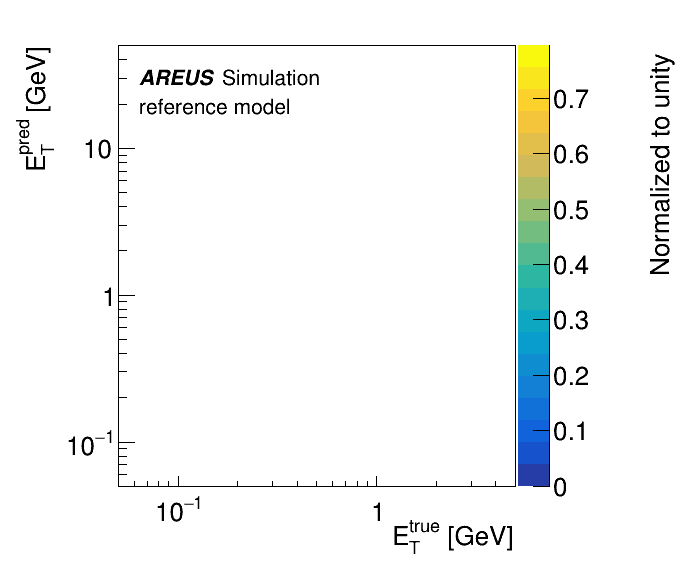 AREUS Simulation
reference model
E_T^pred [GeV]
10
1
10⁻¹
10⁻¹
1
E_T^true [GeV]
0.7
0.6
0.5
0.4
0.3
0.2
0.1
0
Normalized to unity